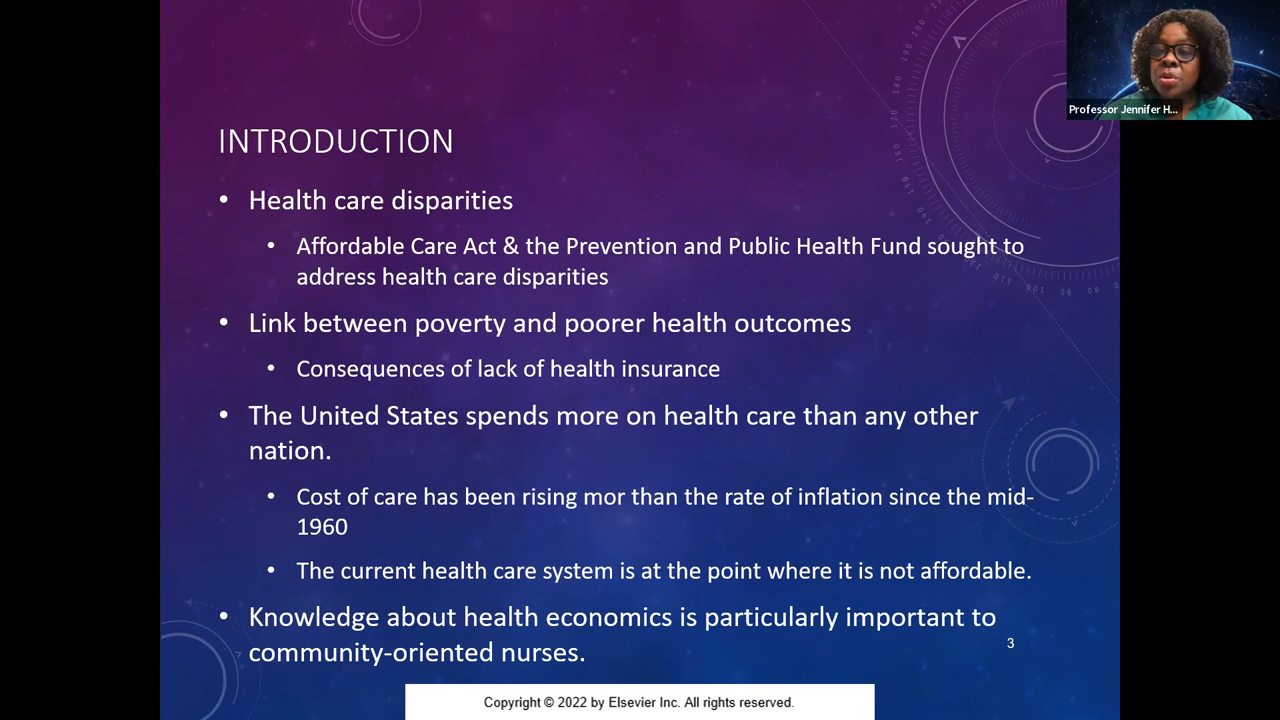 Professor Jennifer H...
INTRODUCTION
• Health care disparities
• Affordable Care Act & the Prevention and Public Health Fund sought to
address health care disparities
• Link between poverty and poorer health outcomes
• Consequences of lack of health insurance
• The United States spends more on health care than any other
nation.
• Cost of care has been rising mor than the rate of inflation since the mid-
1960
• The current health care system is at the point where it is not affordable.
• Knowledge about health economics is particularly important to
community-oriented nurses.
3
Copyright © 2022 by Elsevier Inc. All rights reserved.